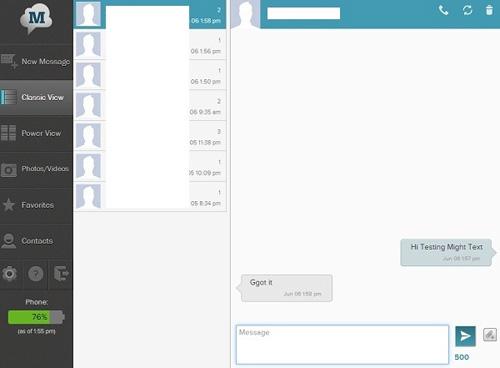 M
New Message
Classic View
Power View
Photos/Videos
Favorites
Contacts
?
Phone:
76%
(as of 1:55 pm)
2
06 1:58 pm
1
06 1:56 pm
1
06 1:50 pm
2
06 9:35 am
3
05 11:38 pm
1
05 10:09 pm
1
05 8:34 pm
Hi Testing Might Text
Jun 06 1:57 pm
Ggot it
Jun 06 1:58 pm
Message
500